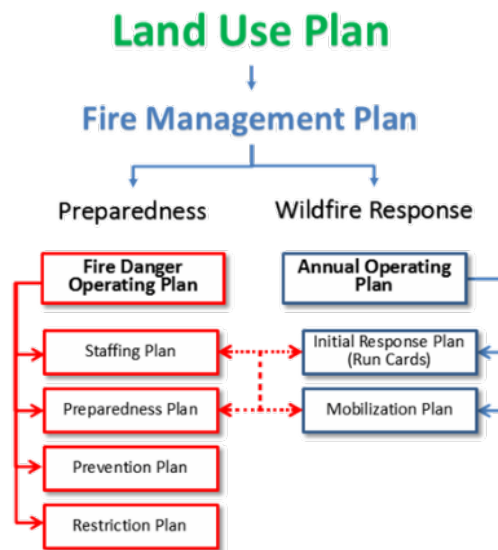 Land Use Plan
Fire Management Plan
Preparedness
Wildfire Response
Fire Danger
Operating Plan
Annual Operating
Plan
Staffing Plan
Initial Response Plan
(Run Cards)
Preparedness Plan
Mobilization Plan
Prevention Plan
Restriction Plan